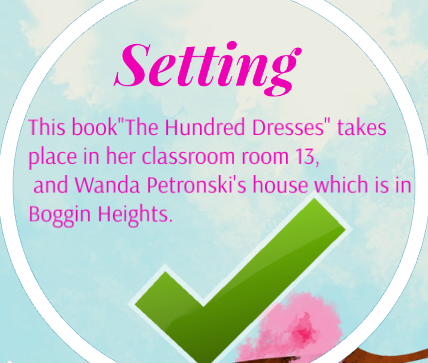 Setting
This book"The Hundred Dresses" takes
place in her classroom room 13,
and Wanda Petronski's house which is in
Boggin Heights.